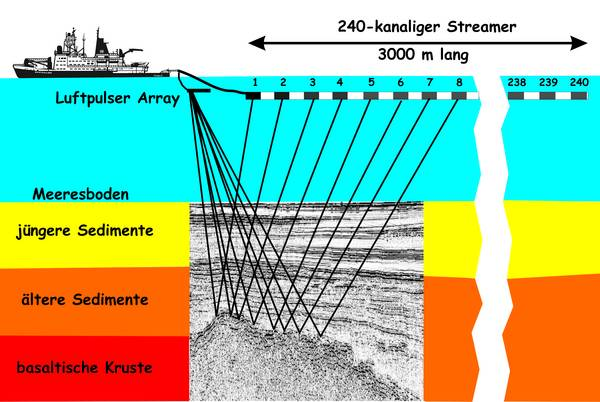 240-kanaliger Streamer
3000 m lang
1 2 3 4 5 6 7 8 238 239 240
Luftpulser Array
Meeresboden
jüngere Sedimente
ältere Sedimente
basaltische Kruste